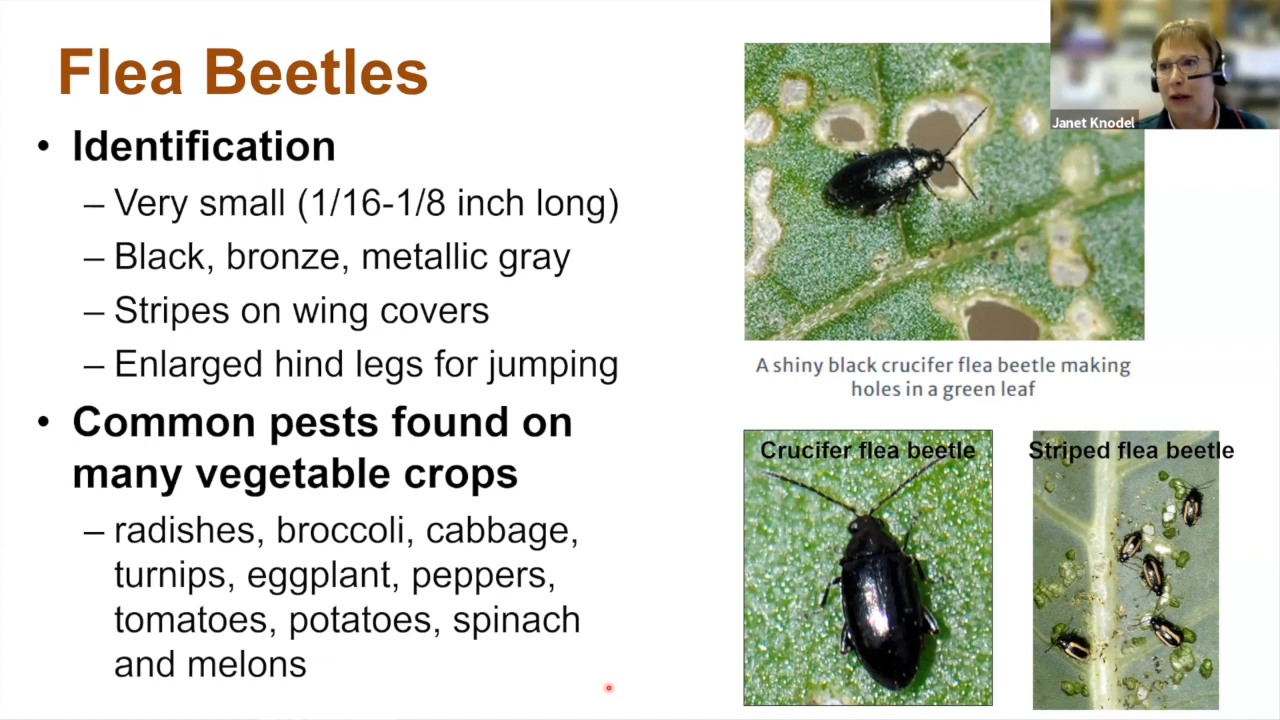 Flea Beetles
• Identification
– Very small (1/16-1/8 inch long)
– Black, bronze, metallic gray
– Stripes on wing covers
– Enlarged hind legs for jumping
• Common pests found on
many vegetable crops
– radishes, broccoli, cabbage,
turnips, eggplant, peppers,
tomatoes, potatoes, spinach
and melons
Janet Knodel
A shiny black crucifer flea beetle making
holes in a green leaf
Crucifer flea beetle
Striped flea beetle